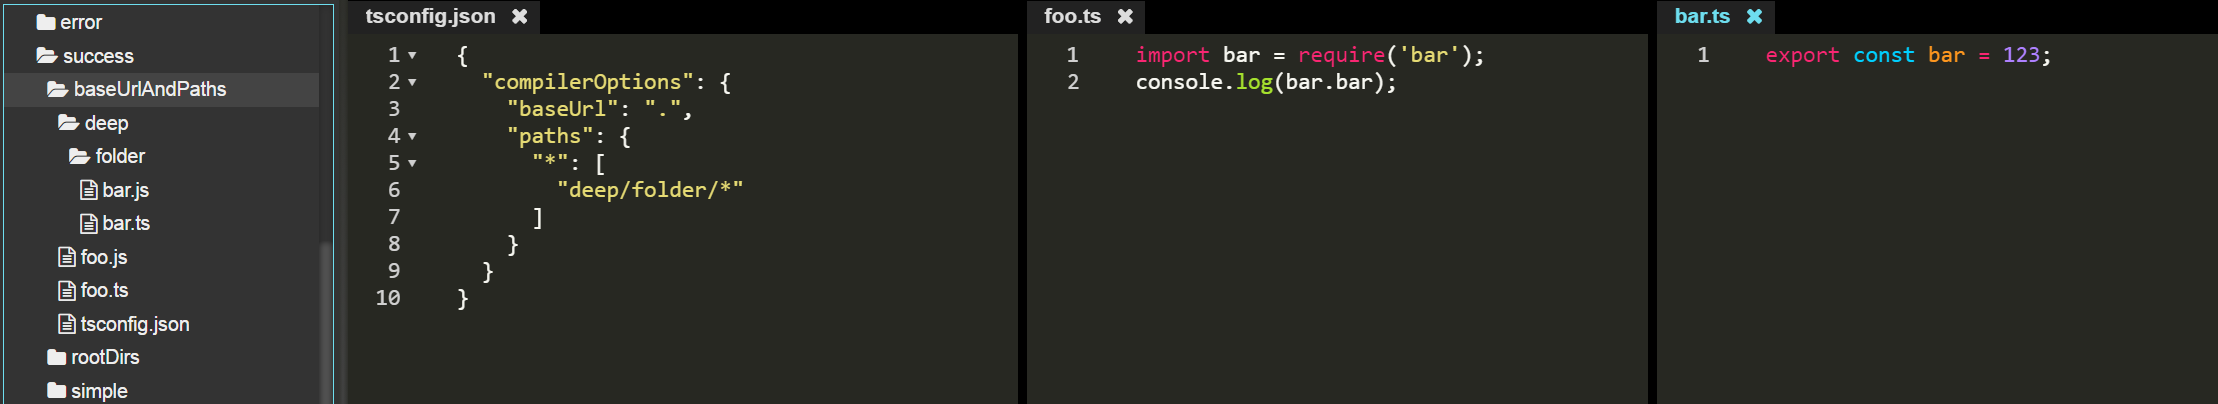 error
success
baseUrlAndPaths
deep
folder
bar.js
bar.ts
foo.js
foo.ts
tsconfig.json
rootDirs
simple
tsconfig.json
1 {
2   "compilerOptions": {
3     "baseUrl": ".",
4     "paths": {
5       "*": [
6         "deep/folder/*"
7       ]
8     }
9   }
10 }
foo.ts
1 import bar = require('bar');
2 console.log(bar.bar);
bar.ts
1 export const bar = 123;